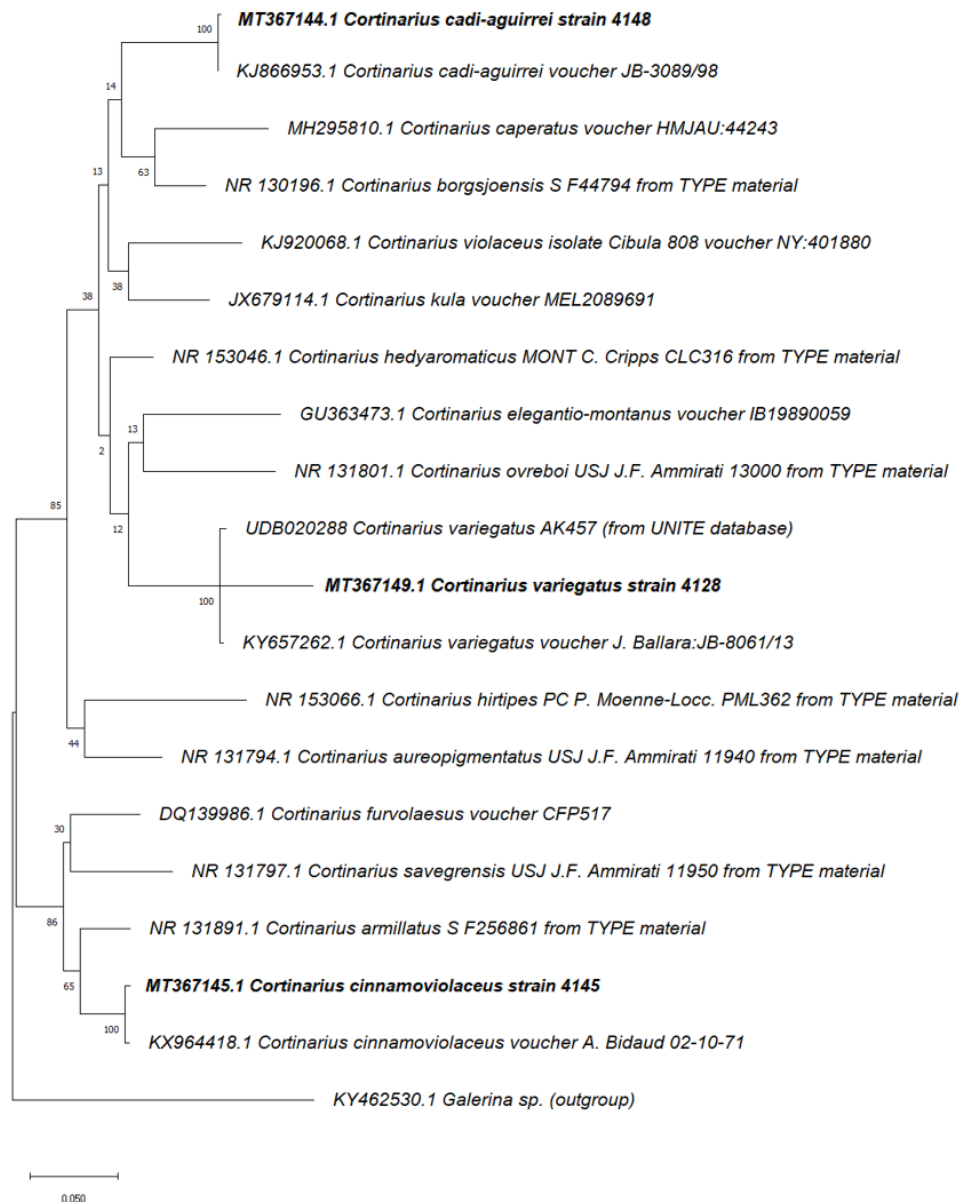 MT367144.1 Cortinarius cadi-aguirrei strain 4148
100
KJ866953.1 Cortinarius cadi-aguirrei voucher JB-3089/98
14
MH295810.1 Cortinarius caperatus voucher HMJAU:44243
13
63
NR 130196.1 Cortinarius borgsjoensis S F44794 from TYPE material
KJ920068.1 Cortinarius violaceus isolate Cibula 808 voucher NY:401880
38
38
JX679114.1 Cortinarius kula voucher MEL2089691
NR 153046.1 Cortinarius hedyaromaticus MONT C. Cripps CLC316 from TYPE material
GU363473.1 Cortinarius elegantio-montanus voucher IB19890059
13
2
NR 131801.1 Cortinarius ovreboi USJ J.F. Ammirati 13000 from TYPE material
85
12
UDB020288 Cortinarius variegatus AK457 (from UNITE database)
MT367149.1 Cortinarius variegatus strain 4128
100
KY657262.1 Cortinarius variegatus voucher J. Ballara:JB-8061/13
NR 153066.1 Cortinarius hirtipes PC P. Moenne-Locc. PML362 from TYPE material
44
NR 131794.1 Cortinarius aureopigmentatus USJ J.F. Ammirati 11940 from TYPE material
DQ139986.1 Cortinarius furvolaesus voucher CFP517
30
NR 131797.1 Cortinarius savegrensis USJ J.F. Ammirati 11950 from TYPE material
86
NR 131891.1 Cortinarius armillatus S F256861 from TYPE material
65
MT367145.1 Cortinarius cinnamoviolaceus strain 4145
100
KX964418.1 Cortinarius cinnamoviolaceus voucher A. Bidaud 02-10-71
KY462530.1 Galerina sp. (outgroup)
0.050